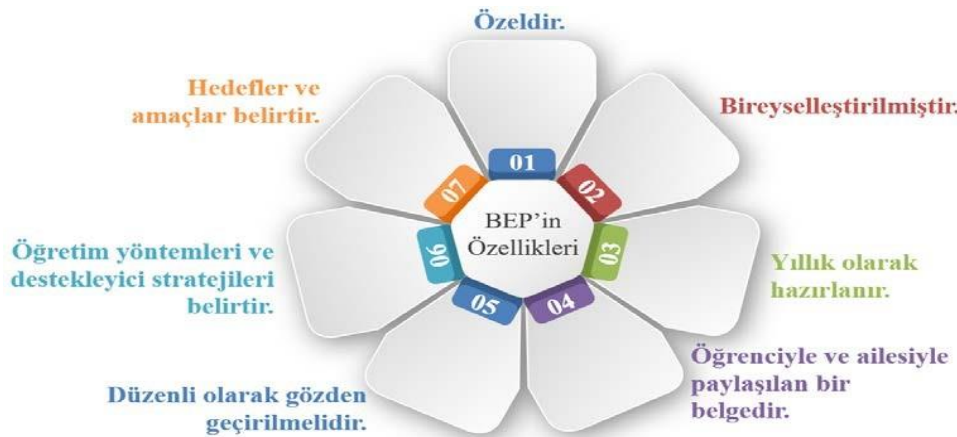 BEP’in
Özellikleri
01
Özeldir.
02
Bireyselleştirilmiştir.
03
Yıllık olarak
hazırlanır.
04
Öğrenciyle ve ailesiyle
paylaşılan bir
belgedir.
05
Düzenli olarak gözden
geçirilmelidir.
06
Öğretim yöntemleri ve
destekleyici stratejileri
belirtir.
07
Hedefler ve
amaçlar belirtir.